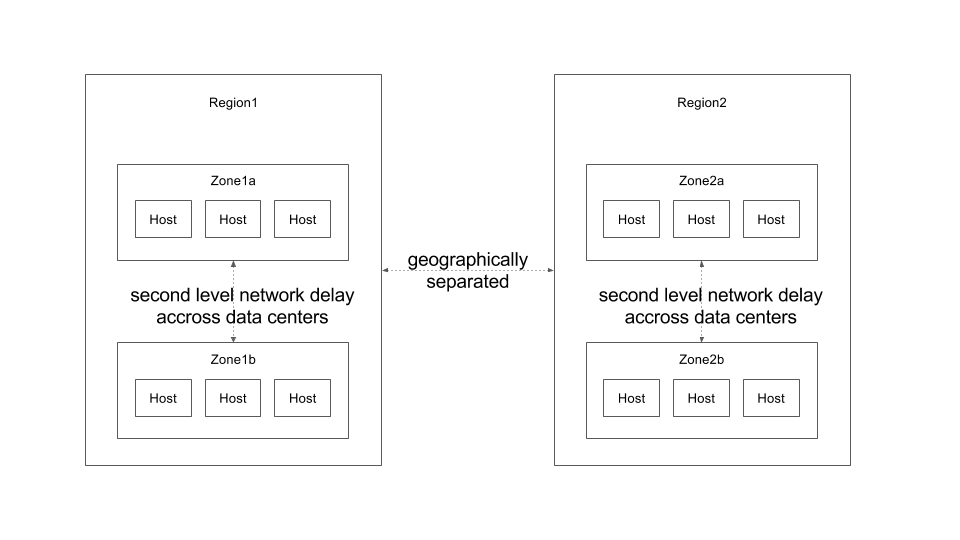 Region1
Zone1a
Host Host Host
second level network delay
accross data centers
Zone1b
Host Host Host
geographically
separated
Region2
Zone2a
Host Host Host
second level network delay
accross data centers
Zone2b
Host Host Host